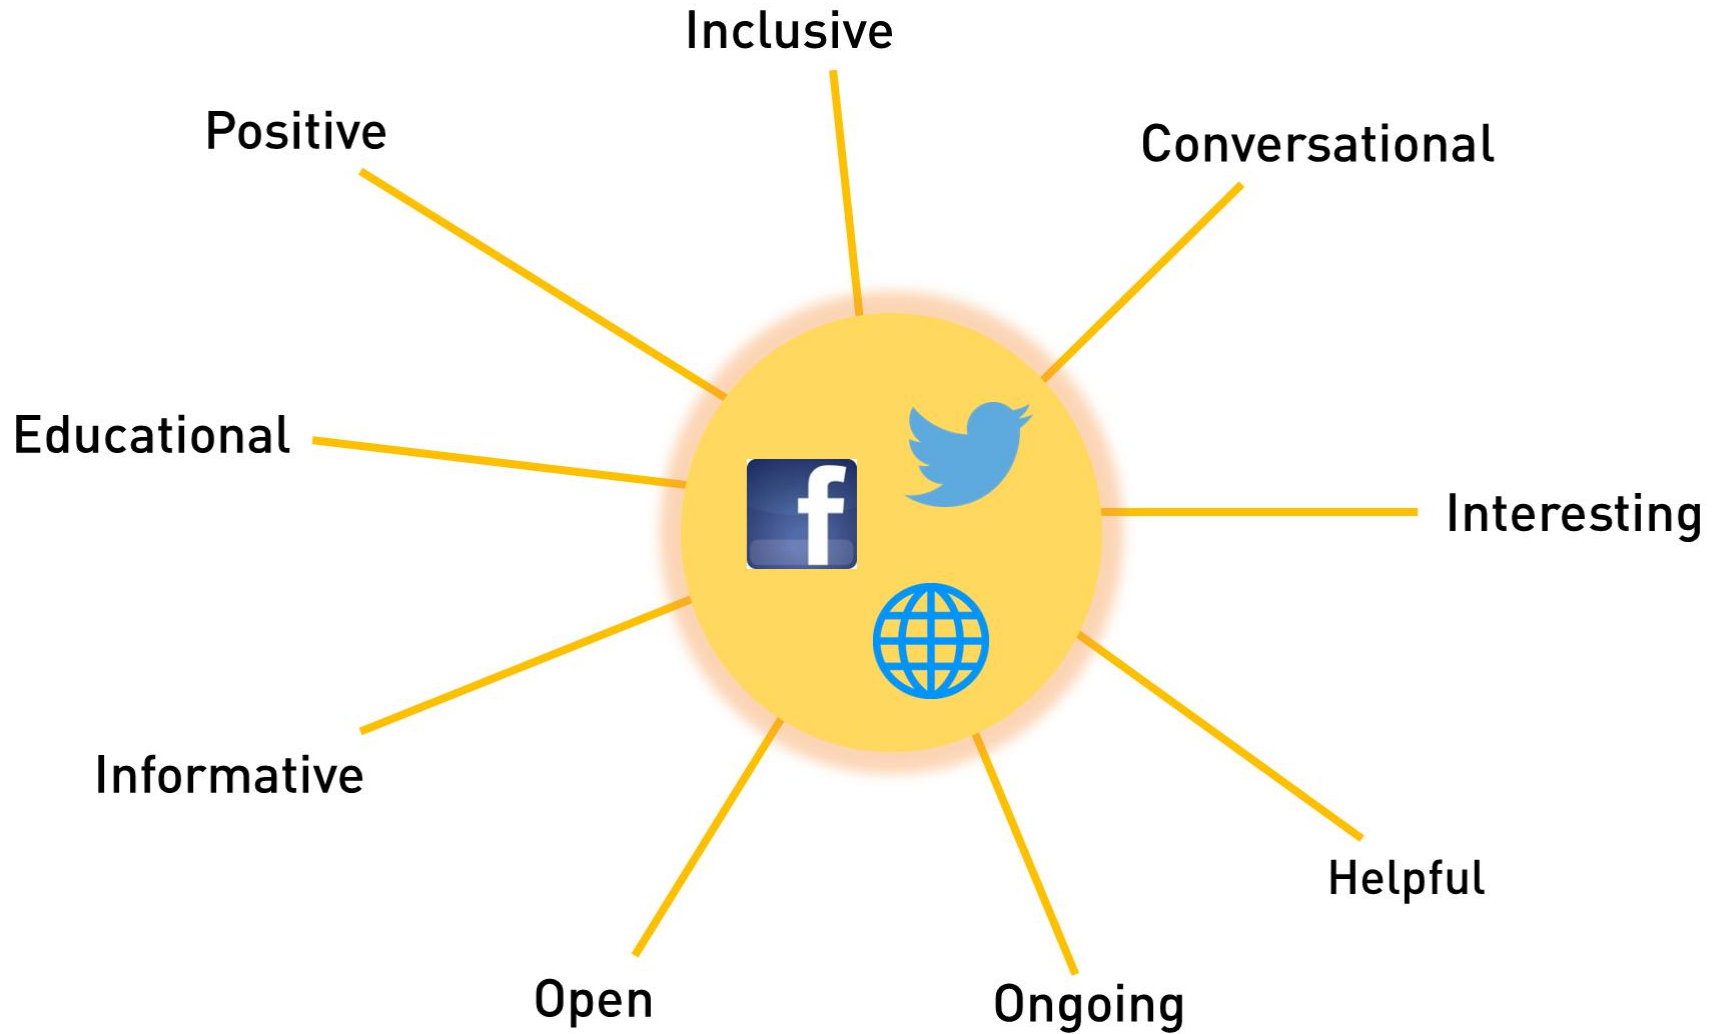 Inclusive
Positive
Conversational
Educational
Interesting
Informative
Helpful
Open
Ongoing